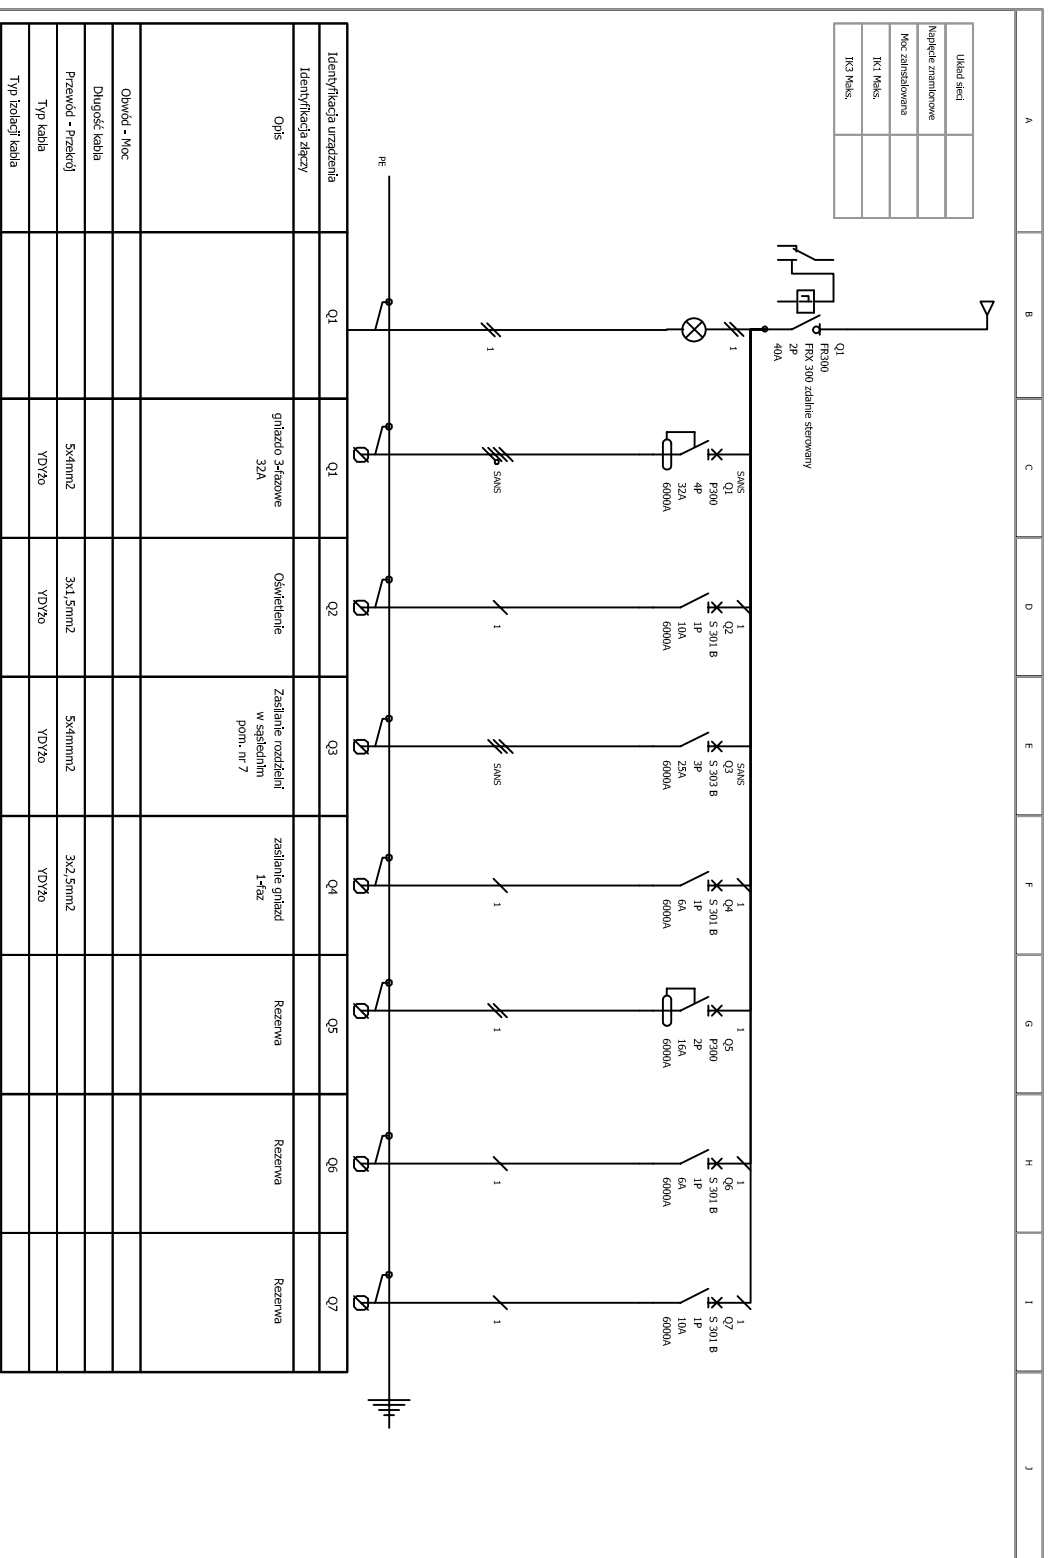 A
B
C
D
E
F
G
H
I
J
Układ sieci
Napięcie znamionowe
Moc zainstalowana
IK1 Maks.
IK3 Maks.
Q1
FR300
FRX 300 zdalnie sterowany
2P
40A
1
SANS
Q1
P300
4P
32A
6000A
1
Q2
S 301 B
1P
10A
6000A
SANS
Q3
S 303 B
3P
25A
6000A
1
Q4
S 301 B
1P
6A
6000A
1
Q5
P300
2P
16A
6000A
1
Q6
S 301 B
1P
6A
6000A
1
Q7
S 301 B
1P
10A
6000A
1
SANS
1
SANS
1
1
1
1
PE
Identyfikacja urządzenia
Q1
Q1
Q2
Q3
Q4
Q5
Q6
Q7
Identyfikacja złączy
Opis
gniazdo 3-fazowe
32A
Oświetlenie
Zasilanie rozdzielni
w sąsiednim
pom. nr 7
zasilanie gniazd
1-faz
Rezerwa
Rezerwa
Rezerwa
Obwód - Moc
Długość kabla
Przewód - Przekrój
5x4mm2
3x1,5mm2
5x4mmm2
3x2,5mm2
Typ kabla
YDYżo
YDYżo
YDYżo
YDYżo
Typ izolacji kabla